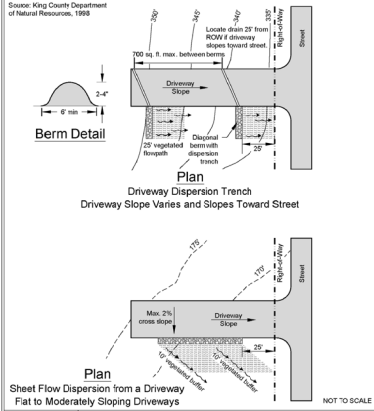 Source: King County Department
of Natural Resources, 1998
350'
345'
340'
335'
Locate drain 25' from
ROW if driveway
slopes toward street.
Right-of-Way
Street
700 sq. ft. max. between berms
Driveway
Slope
2-4"
6' min
Berm Detail
25' vegetated
flowpath
Diagonal
berm with
dispersion
trench
25'
Plan
Driveway Dispersion Trench
Driveway Slope Varies and Slopes Toward Street
175'
170'
Right-of-Way
Street
Max. 2%
cross slope
Driveway
Slope
25'
10' vegetated buffer
10' vegetated buffer
Plan
Sheet Flow Dispersion from a Driveway
Flat to Moderately Sloping Driveways
NOT TO SCALE